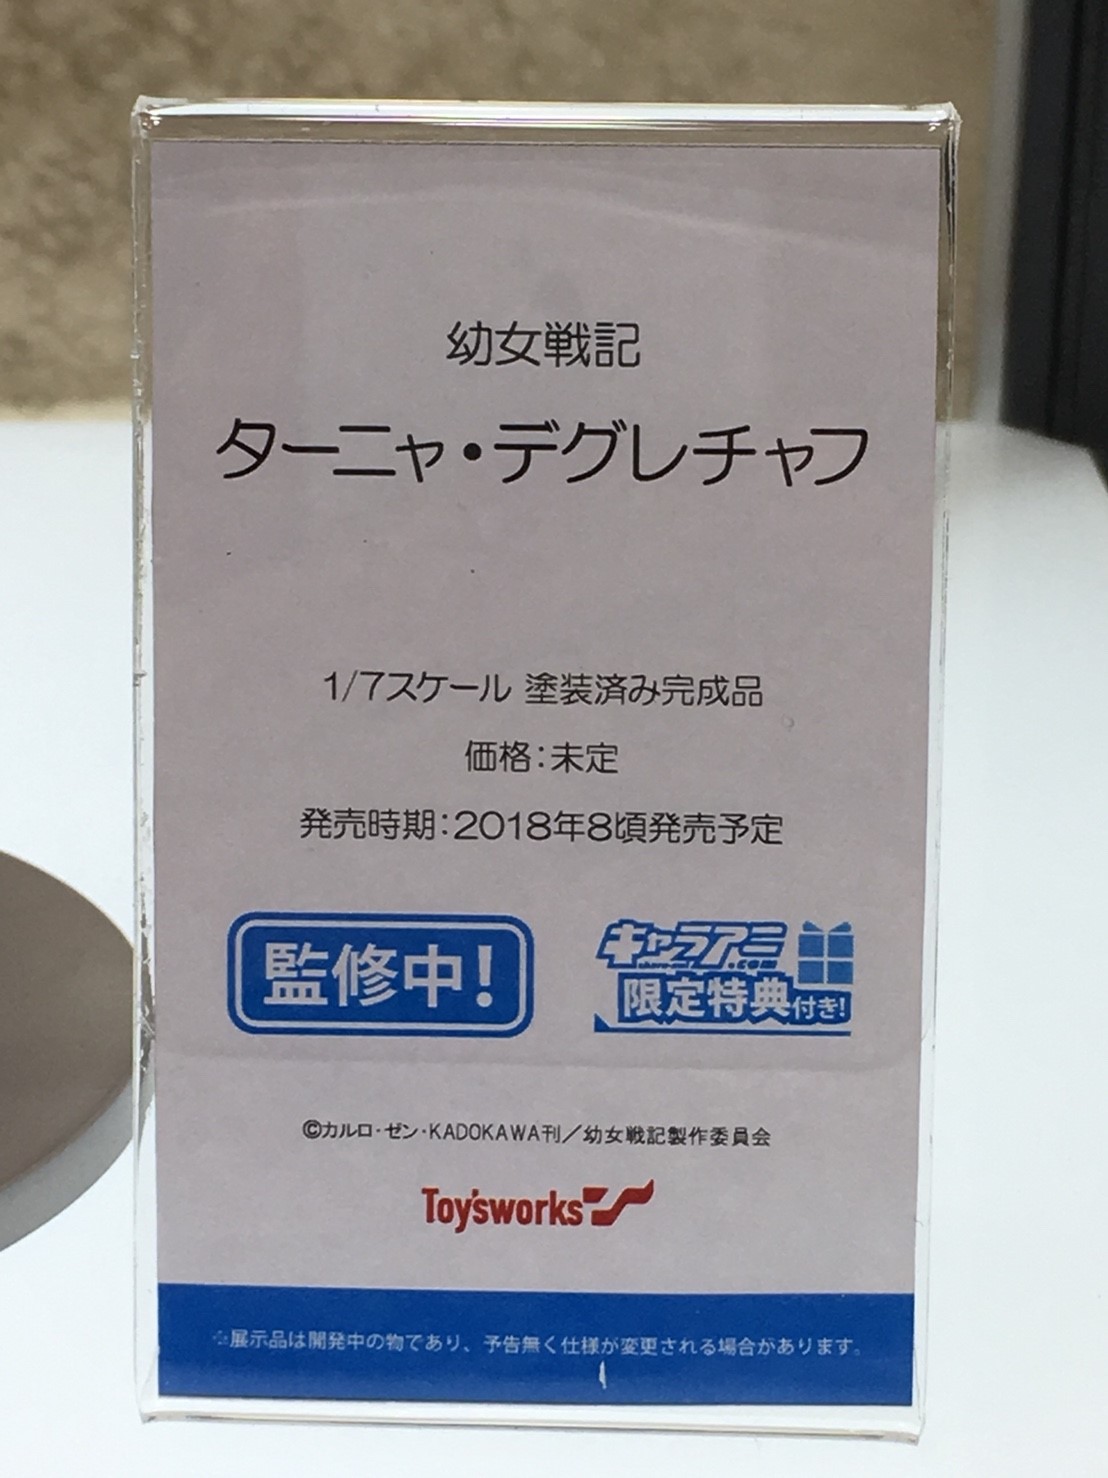 幼女戦記
ターニャ・デグレチャフ
1/7スケール 塗装済み完成品
価格:未定
発売時期:2018年8頃発売予定
監修中!
キャラアニ
.com
限定特典付き!
©カルロ・ゼン・KADOKAWA刊/幼女戦記製作委員会
Toy'sworks
※展示品は開発中の物であり、予告無く仕様が変更される場合があります。